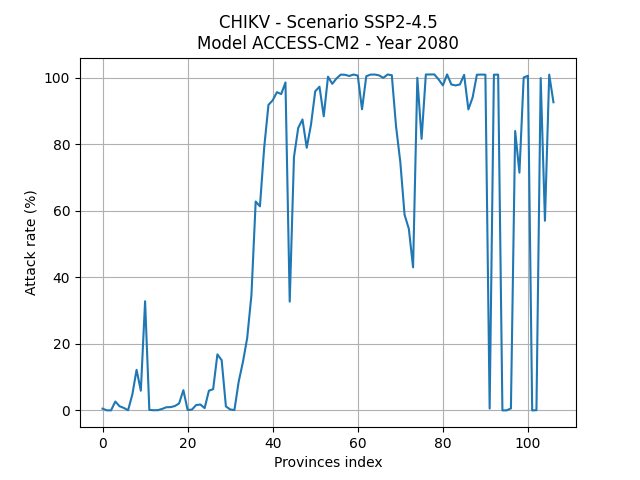 CHIKV - Scenario SSP2-4.5
Model ACCESS-CM2 - Year 2080
100
80
60
40
20
0
Attack rate (%)
0 20 40 60 80 100
Provinces index